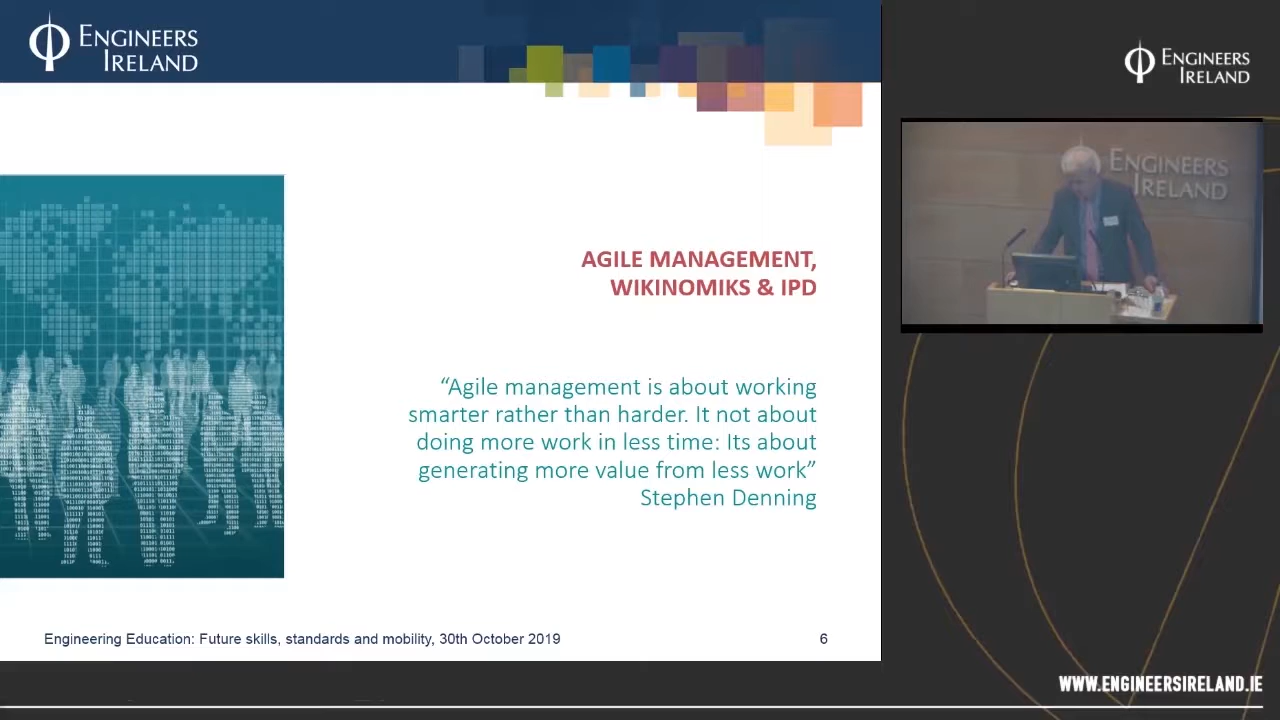 ENGINEERS
IRELAND
AGILE MANAGEMENT,
WIKINOMIKS & IPD
“Agile management is about working
smarter rather than harder. It not about
doing more work in less time: Its about
generating more value from less work”
Stephen Denning
Engineering Education: Future skills, standards and mobility, 30th October 2019
6
ENGINEERS
IRELAND
ENGINEERS
IRELAND
WWW.ENGINEERSIRELAND.IE